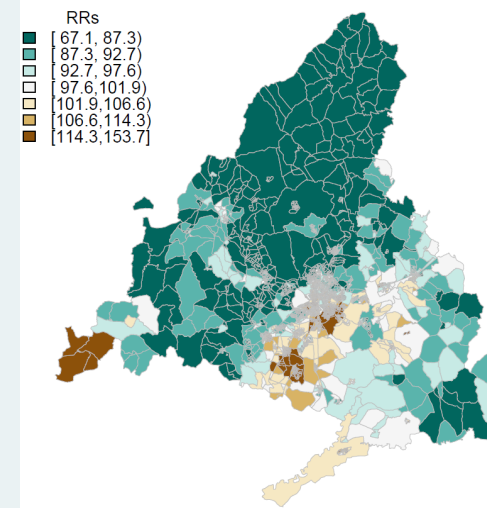 RRs
[ 67.1, 87.3)
[ 87.3, 92.7)
[ 92.7, 97.6)
[ 97.6,101.9)
[101.9,106.6)
[106.6,114.3)
[114.3,153.7]